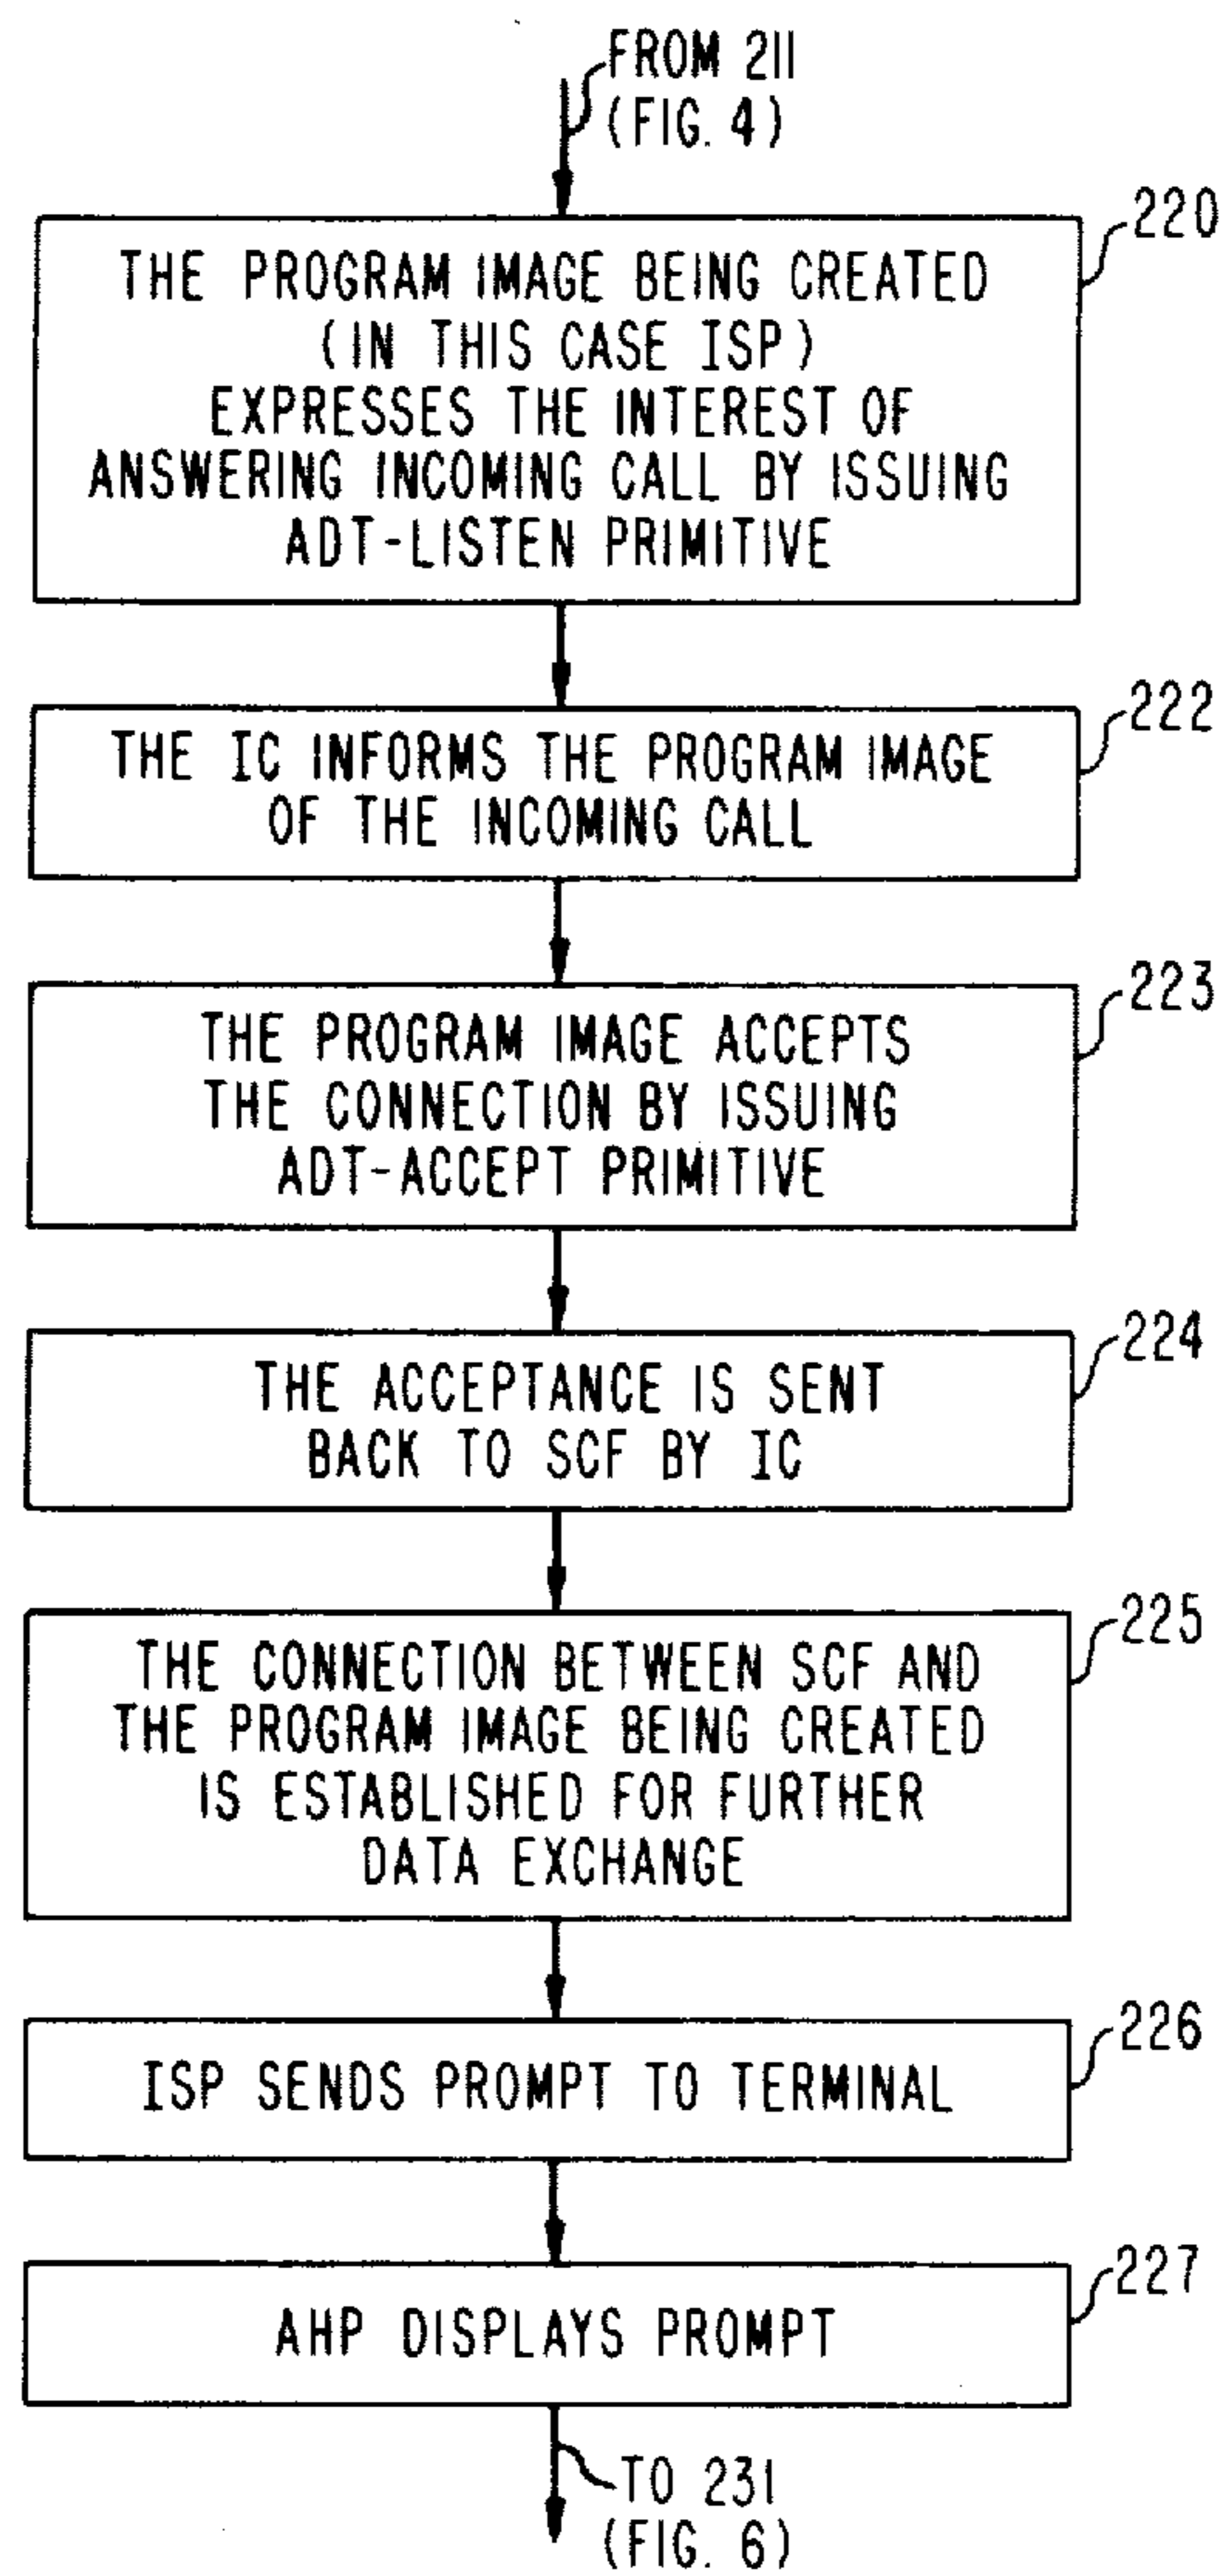 FROM 211
(FIG. 4)
220
THE PROGRAM IMAGE BEING CREATED
(IN THIS CASE ISP)
EXPRESSES THE INTEREST OF
ANSWERING INCOMING CALL BY ISSUING
ADT-LISTEN PRIMITIVE
222
THE IC INFORMS THE PROGRAM IMAGE
OF THE INCOMING CALL
223
THE PROGRAM IMAGE ACCEPTS
THE CONNECTION BY ISSUING
ADT-ACCEPT PRIMITIVE
224
THE ACCEPTANCE IS SENT
BACK TO SCF BY IC
225
THE CONNECTION BETWEEN SCF AND
THE PROGRAM IMAGE BEING CREATED
IS ESTABLISHED FOR FURTHER
DATA EXCHANGE
226
ISP SENDS PROMPT TO TERMINAL
227
AHP DISPLAYS PROMPT
TO 231
(FIG. 6)